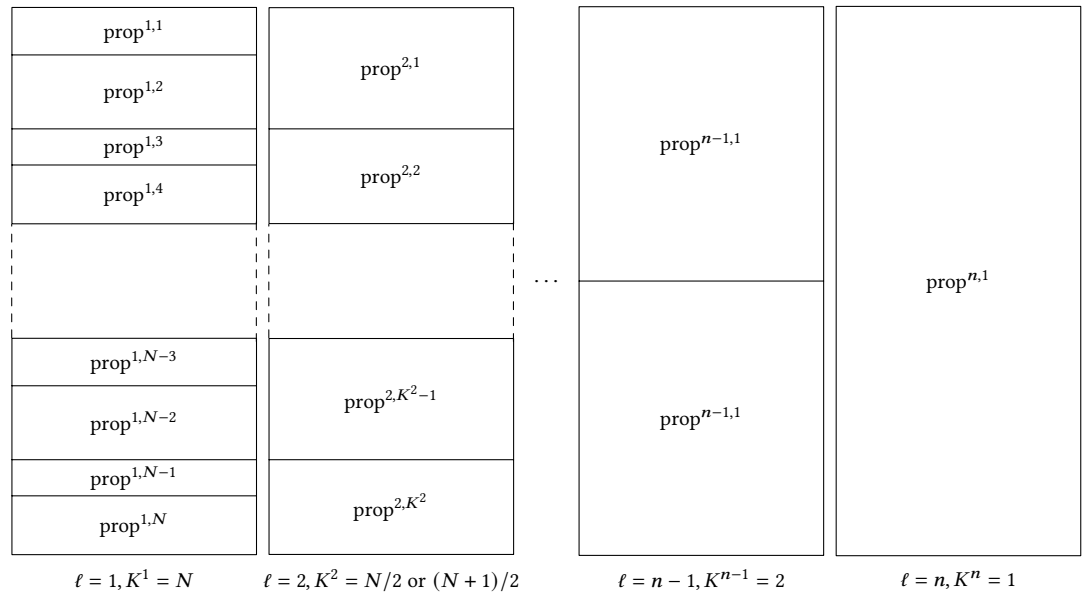 prop^{1,1}
prop^{1,2}
prop^{1,3}
prop^{1,4}
prop^{1,N−3}
prop^{1,N−2}
prop^{1,N−1}
prop^{1,N}
ℓ = 1, K^1 = N
prop^{2,1}
prop^{2,2}
prop^{2,K^2−1}
prop^{2,K^2}
ℓ = 2, K^2 = N/2 or (N + 1)/2
· · ·
prop^{n−1,1}
prop^{n−1,1}
ℓ = n − 1, K^{n−1} = 2
prop^{n,1}
ℓ = n, K^n = 1